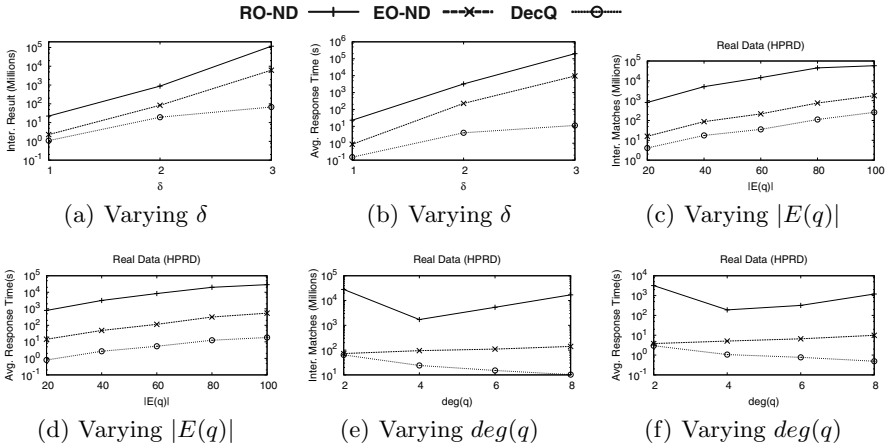 RO-ND EO-ND DecQ
Inter. Result (Millions)
10^5
10^4
10^3
10^2
10^1
10^0
10^-1
1 2 3
δ
(a) Varying δ
Avg. Response Time (s)
10^6
10^5
10^4
10^3
10^2
10^1
10^0
10^-1
1 2 3
δ
(b) Varying δ
Real Data (HPRD)
Inter. Matches (Millions)
10^5
10^4
10^3
10^2
10^1
10^0
20 40 60 80 100
|E(q)|
(c) Varying |E(q)|
Real Data (HPRD)
Avg. Response Time(s)
10^5
10^4
10^3
10^2
10^1
10^0
10^-1
20 40 60 80 100
|E(q)|
(d) Varying |E(q)|
Real Data (HPRD)
Inter. Matches (Millions)
10^5
10^4
10^3
10^2
10^1
2 4 6 8
deg(q)
(e) Varying deg(q)
Real Data (HPRD)
Avg. Response Time(s)
10^4
10^3
10^2
10^1
10^0
10^-1
2 4 6 8
deg(q)
(f) Varying deg(q)